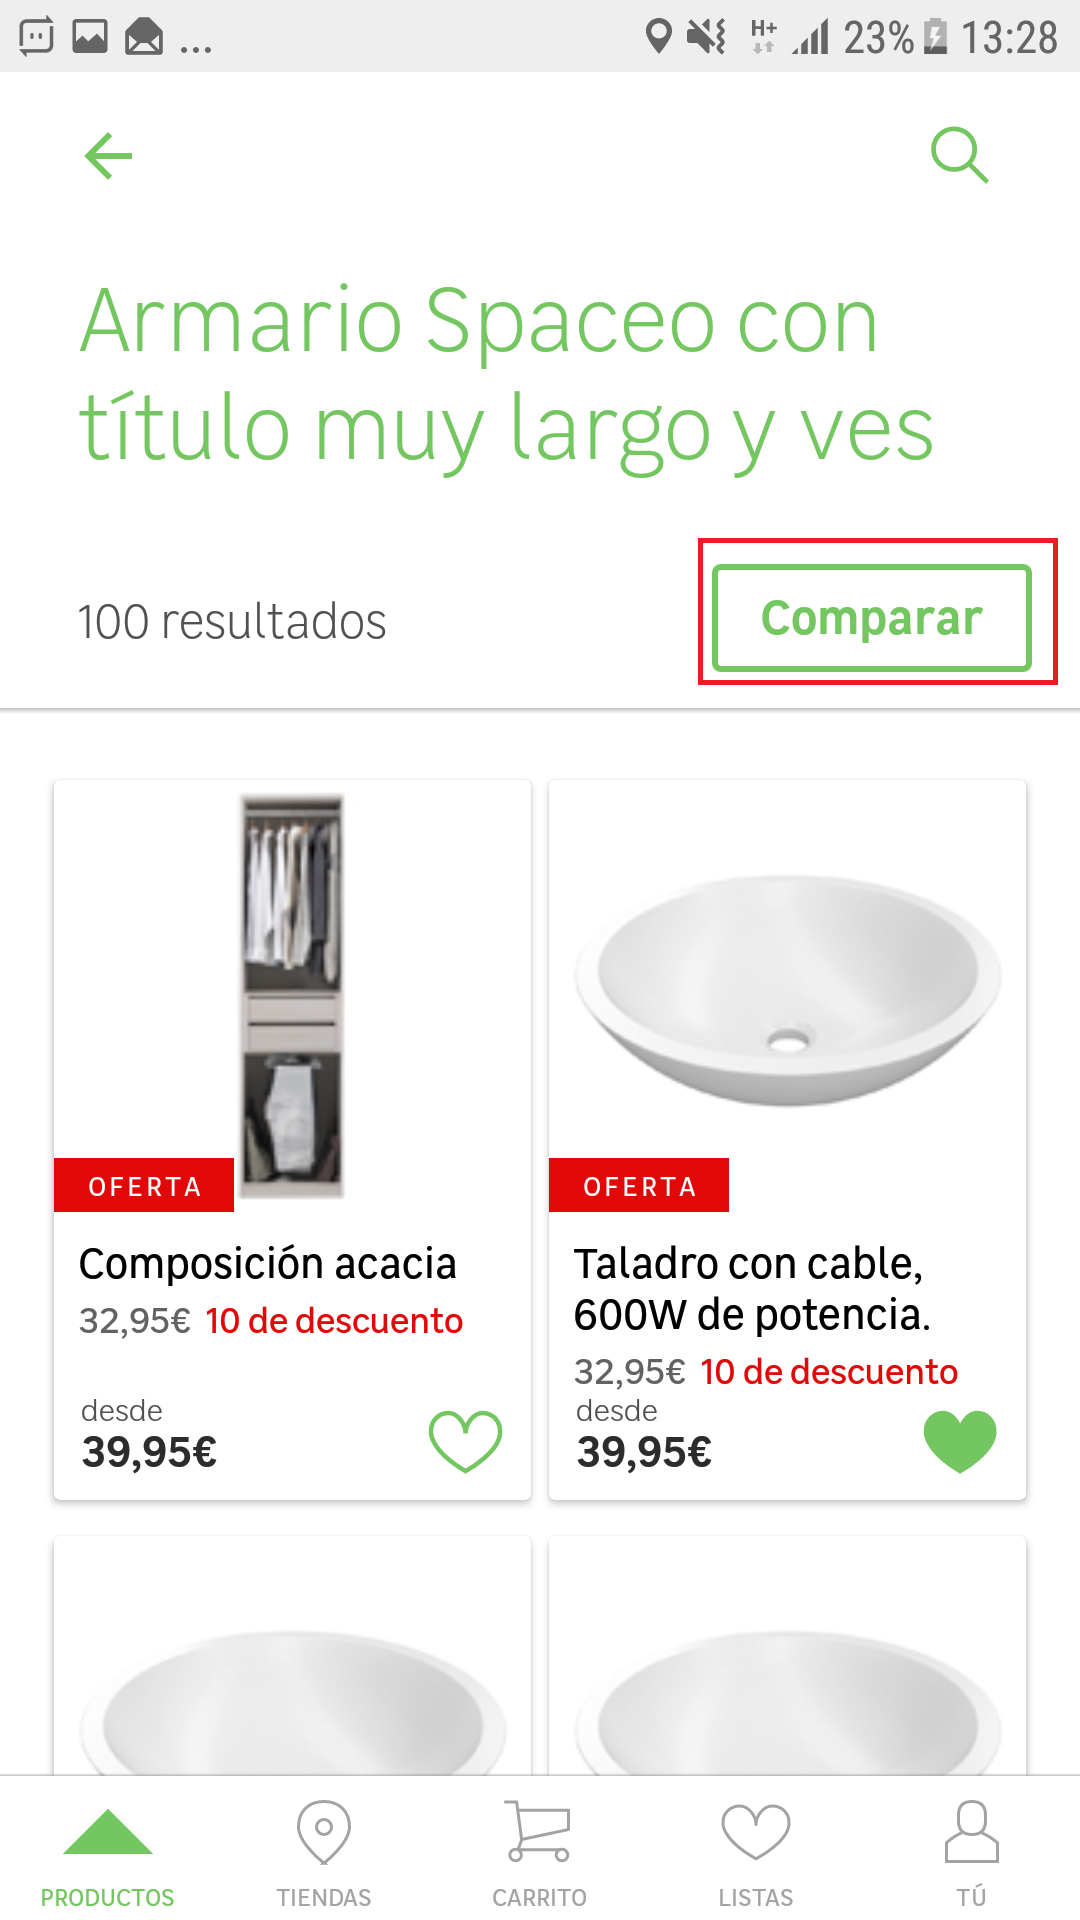 ... H+ 23% 13:28
Armario Spaceo con
título muy largo y ves
100 resultados
Comparar
OFERTA
Composición acacia
32,95€ 10 de descuento
desde
39,95€
OFERTA
Taladro con cable,
600W de potencia.
32,95€ 10 de descuento
desde
39,95€
PRODUCTOS
TIENDAS
CARRITO
LISTAS
TÚ